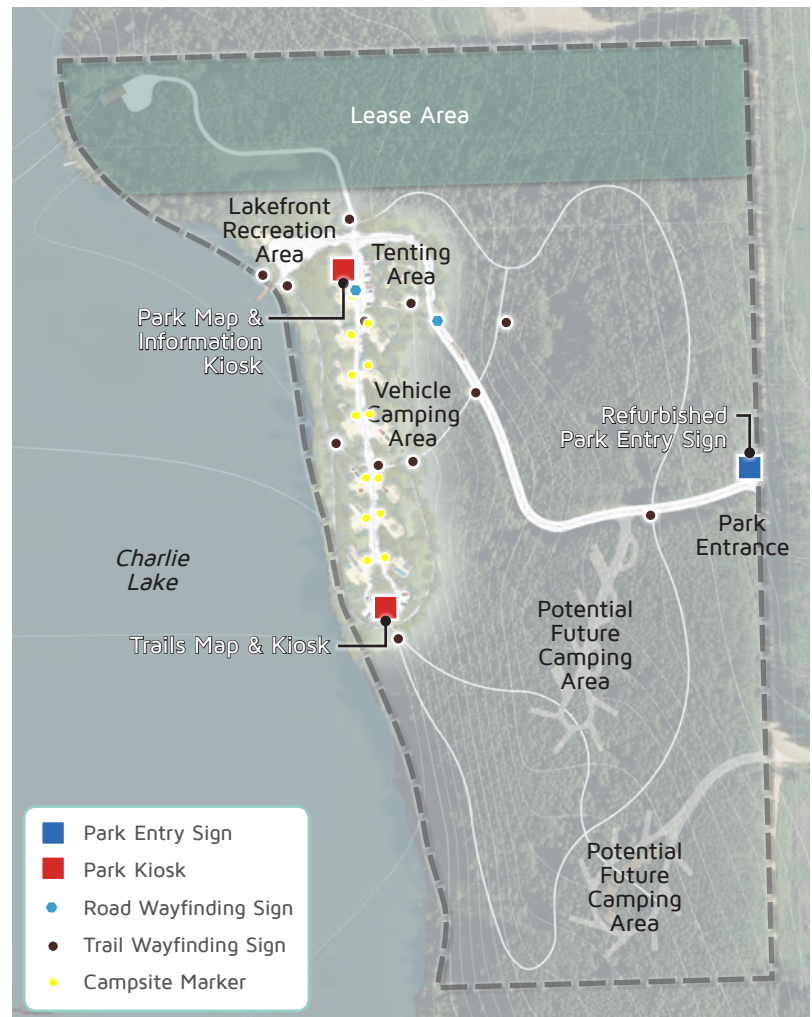 Lease Area
Lakefront
Recreation
Area
Tenting
Area
Park Map &
Information
Kiosk
Vehicle
Camping
Area
Refurbished
Park Entry Sign
Park
Entrance
Charlie
Lake
Potential
Future
Camping
Area
Trails Map & Kiosk
Potential
Future
Camping
Area
Park Entry Sign
Park Kiosk
Road Wayfinding Sign
Trail Wayfinding Sign
Campsite Marker